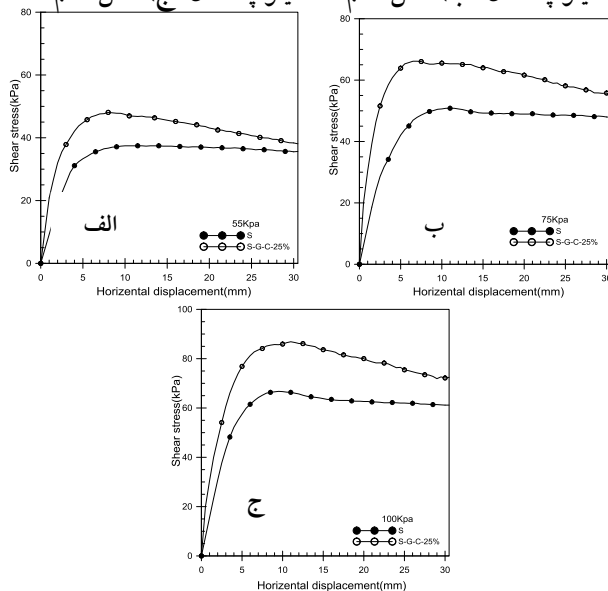 80
60
40
20
0
Shear stress(kPa)
الف
55Kpa
S
S-G-C-25%
0 5 10 15 20 25 30
Horizental displacement(mm)
80
60
40
20
0
Shear stress(kPa)
ب
75Kpa
S
S-G-C-25%
0 5 10 15 20 25 30
Horizental displacement(mm)
100
80
60
40
20
0
Shear stress (kPa)
ج
100Kpa
S
S-G-C-25%
0 5 10 15 20 25 30
Horizental displacement(mm)